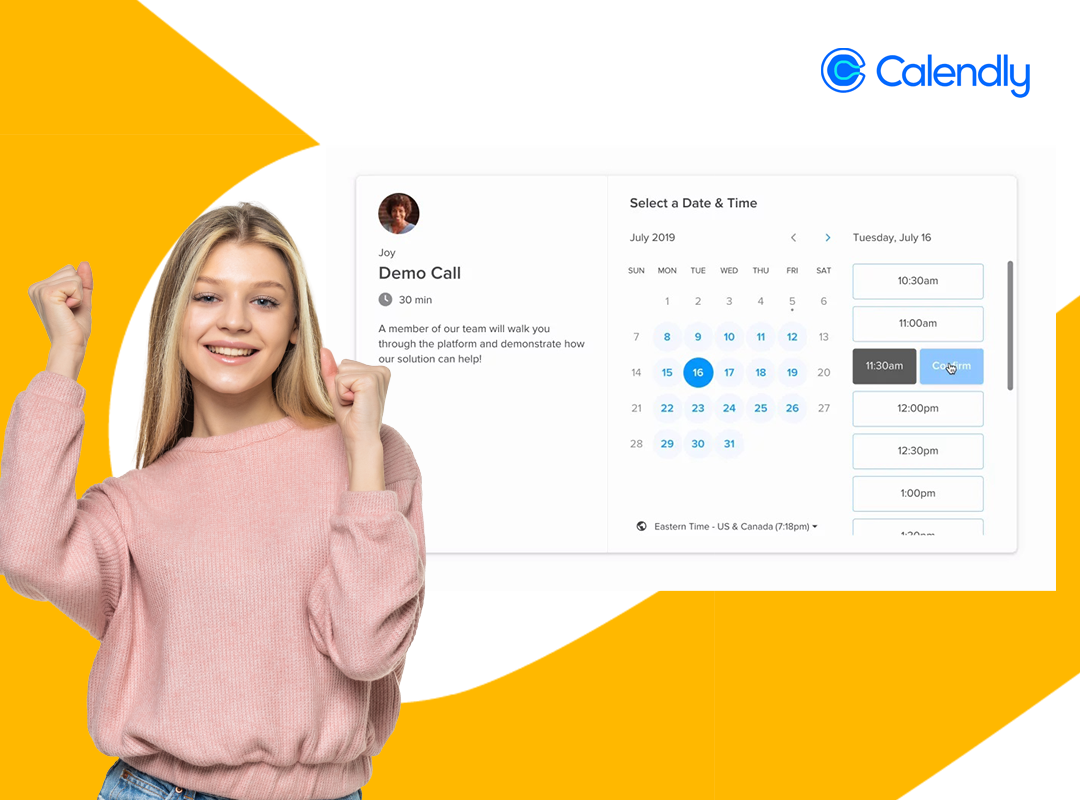 Calendly
Joy
Demo Call
30 min
A member of our team will walk you
through the platform and demonstrate how
our solution can help!
Select a Date & Time
July 2019
SUN MON TUE WED THU FRI SAT
1 2 3 4 5 6
7 8 9 10 11 12 13
14 15 16 17 18 19 20
21 22 23 24 25 26 27
28 29 30 31
Eastern Time - US & Canada (7:18pm)
Tuesday, July 16
10:30am
11:00am
11:30am Confirm
12:00pm
12:30pm
1:00pm
1:30pm